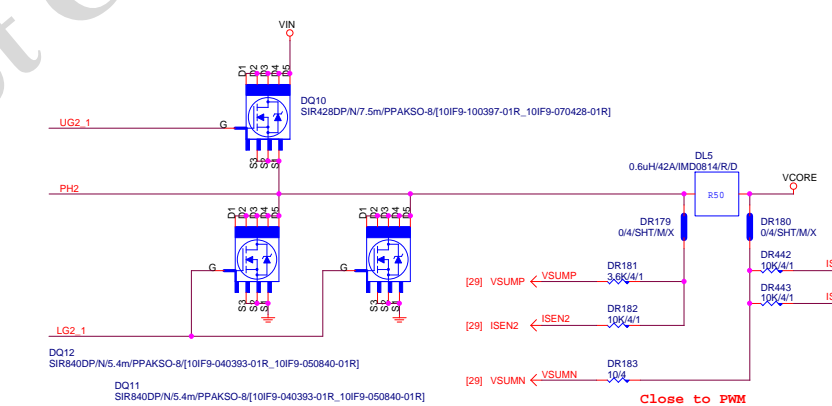 VIN
D1 D2 D3 D4 D5
DQ10
SIR428DP/N/7.5m/PPAKSO-8/[10IF9-100397-01R_10IF9-070428-01R]
UG2_1
G
S3 S2 S1
DL5
0.6uH/42A/IMD0814/R/D
R50
VCORE
PH2
D1 D2 D3 D4 D5
D1 D2 D3 D4 D5
DR179
0/4/SHT/M/X
DR180
0/4/SHT/M/X
G
G
S3 S2 S1
S3 S2 S1
DR442
10K/4/1
DR181
3.6K/4/1
[29] VSUMP
VSUMP
DR443
10K/4/1
DR182
10K/4/1
[29] ISEN2
ISEN2
LG2_1
DQ12
SIR840DP/N/5.4m/PPAKSO-8/[10IF9-040393-01R_10IF9-050840-01R]
DR183
10/4
[29] VSUMN
VSUMN
DQ11
SIR840DP/N/5.4m/PPAKSO-8/[10IF9-040393-01R_10IF9-050840-01R]
Close to PWM